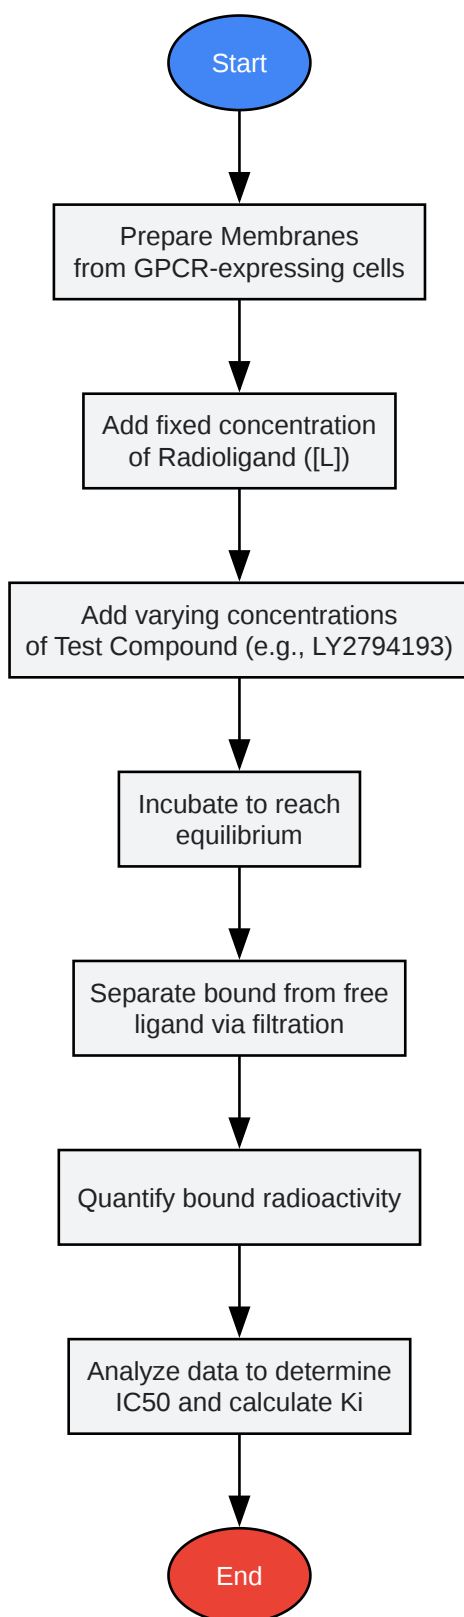 Start
Prepare Membranes
from GPCR-expressing cells
Add fixed concentration
of Radioligand ([L])
Add varying concentrations
of Test Compound (e.g., LY2794193)
Incubate to reach
equilibrium
Separate bound from free
ligand via filtration
Quantify bound radioactivity
Analyze data to determine
IC50 and calculate Ki
End